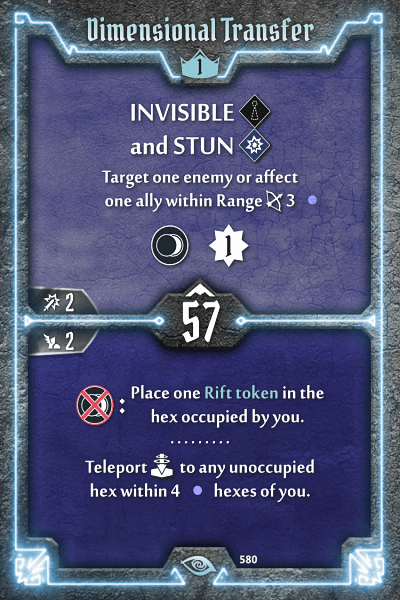 Dimensional Transfer
1
INVISIBLE
and STUN
Target one enemy or affect
one ally within Range 3
1
2
57
2
: Place one Rift token in the
hex occupied by you.
Teleport to any unoccupied
hex within 4 hexes of you.
580